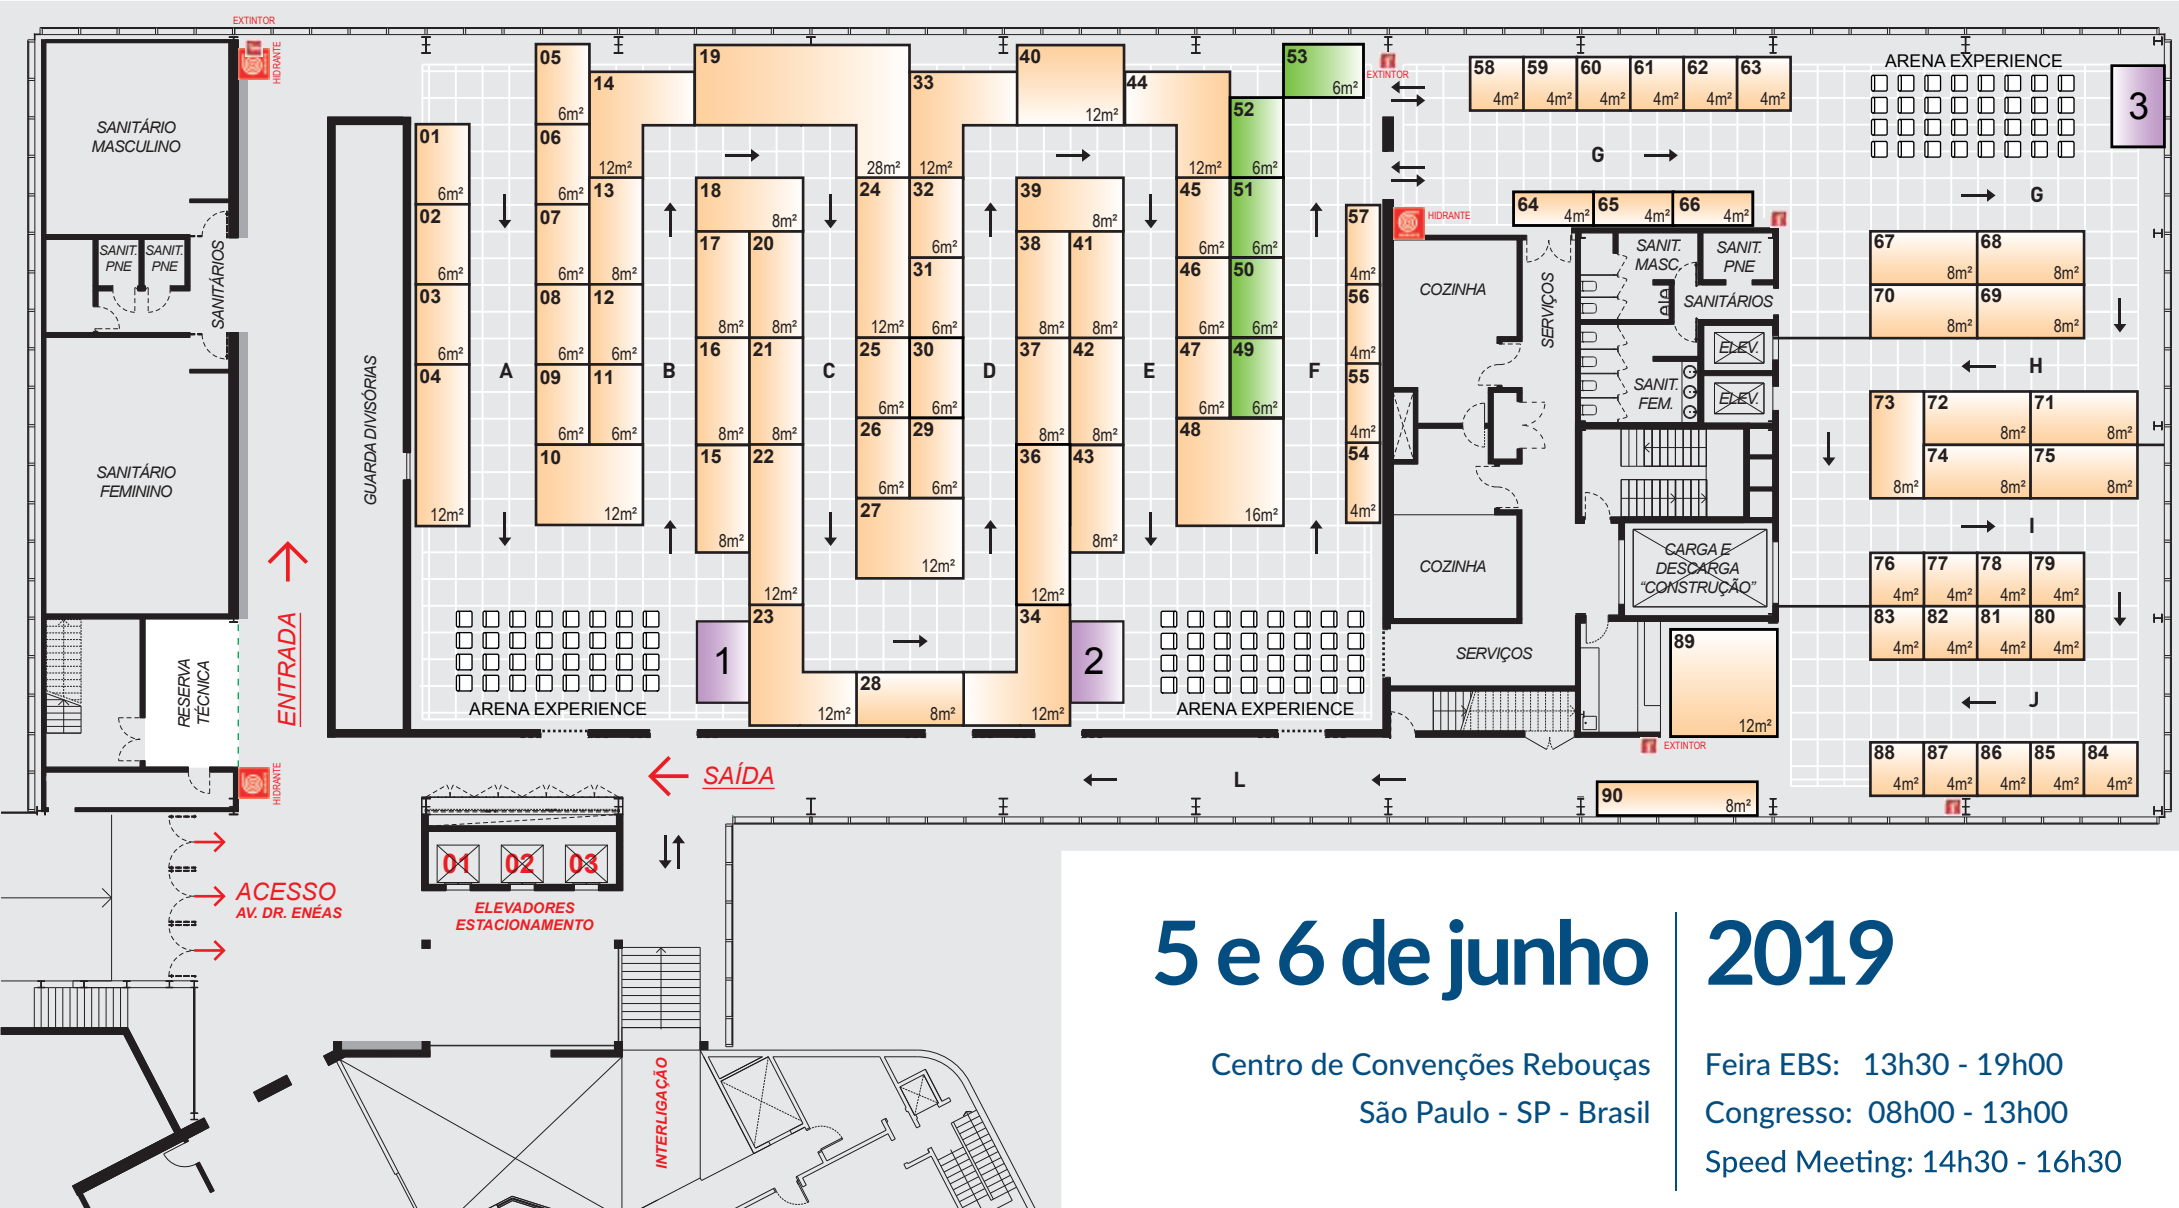 EXTINTOR
HIDRANTE
SANITÁRIO
MASCULINO
SANIT.
PNE
SANIT.
PNE
SANITÁRIOS
SANITÁRIO
FEMININO
RESERVA
TÉCNICA
ENTRADA
HIDRANTE
GUARDA DIVISÓRIAS
01
6m²
02
6m²
03
6m²
04
12m²
A
05
6m²
06
6m²
07
6m²
08
6m²
09
6m²
10
12m²
11
6m²
12
6m²
13
8m²
14
12m²
B
15
8m²
16
8m²
17
8m²
18
8m²
19
28m²
20
8m²
21
8m²
22
12m²
23
12m²
C
24
12m²
25
6m²
26
6m²
27
12m²
28
8m²
29
6m²
30
6m²
31
6m²
32
6m²
33
12m²
D
34
12m²
36
12m²
37
8m²
38
8m²
39
8m²
40
12m²
41
8m²
42
8m²
43
8m²
44
12m²
E
45
6m²
46
6m²
47
6m²
48
16m²
49
6m²
50
6m²
51
6m²
52
6m²
53
6m²
F
57
4m²
56
4m²
55
4m²
54
4m²
ARENA EXPERIENCE
1
2
ARENA EXPERIENCE
EXTINTOR
HIDRANTE
58
4m²
59
4m²
60
4m²
61
4m²
62
4m²
63
4m²
G
64
4m²
65
4m²
66
4m²
ARENA EXPERIENCE
3
G
COZINHA
SERVIÇOS
SANIT.
MASC.
SANIT.
PNE
ele
SANITÁRIOS
ELEV.
SANIT.
FEM.
ELEV.
COZINHA
CARGA E
DESCARGA
“CONSTRUÇÃO”
SERVIÇOS
67
8m²
68
8m²
70
8m²
69
8m²
H
73
8m²
72
8m²
71
8m²
74
8m²
75
8m²
I
76
4m²
77
4m²
78
4m²
79
4m²
83
4m²
82
4m²
81
4m²
80
4m²
89
12m²
EXTINTOR
J
88
4m²
87
4m²
86
4m²
85
4m²
84
4m²
90
8m²
L
SAÍDA
01
02
03
ELEVADORES
ESTACIONAMENTO
ACESSO
AV. DR. ENÉAS
INTERLIGAÇÃO
5 e 6 de junho
2019
Centro de Convenções Rebouças
São Paulo - SP - Brasil
Feira EBS: 13h30 - 19h00
Congresso: 08h00 - 13h00
Speed Meeting: 14h30 - 16h30